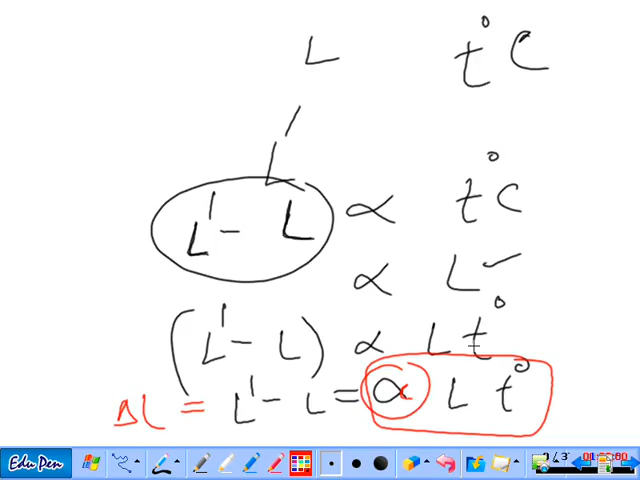 L t°C
L'
L' - L ∝ t°C
∝ L ✓
(L' - L) ∝ L t°
ΔL = L' - L = ∝ L t°
Edu Pen